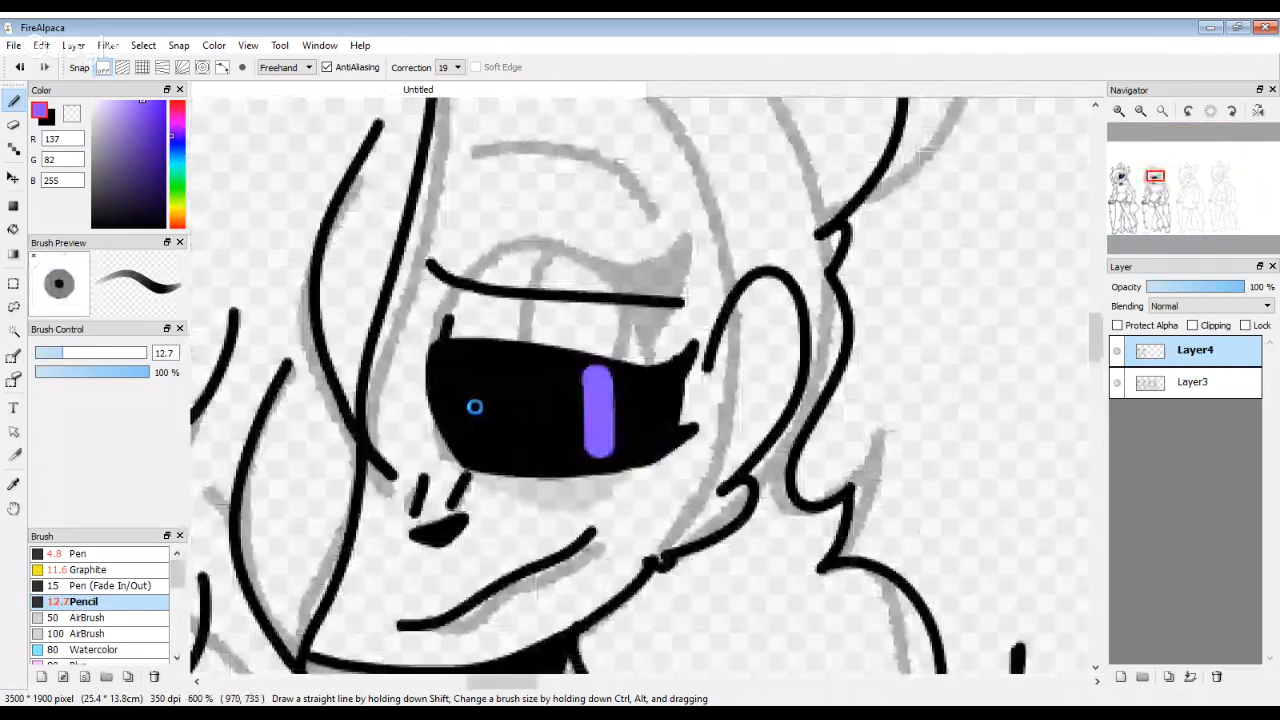 FireAlpaca
File Edit Layer Filter Select Snap Color View Tool Window Help
Snap off Freehand AntiAliasing Correction 19 Soft Edge
Color Untitled Navigator
R 137
G 82
B 255
Brush Preview
Layer
Opacity 100 %
Blending Normal
Protect Alpha Clipping Lock
Brush Control
12.7
100 %
Layer4
Layer3
Brush
4.8 Pen
11.6 Graphite
15 Pen (Fade In/Out)
12.7 Pencil
50 AirBrush
100 AirBrush
80 Watercolor
3500 * 1900 pixel (25.4 * 13.8cm) 350 dpi 600 % ( 970, 735 ) Draw a straight line by holding down Shift, Change a brush size by holding down Ctrl, Alt, and dragging